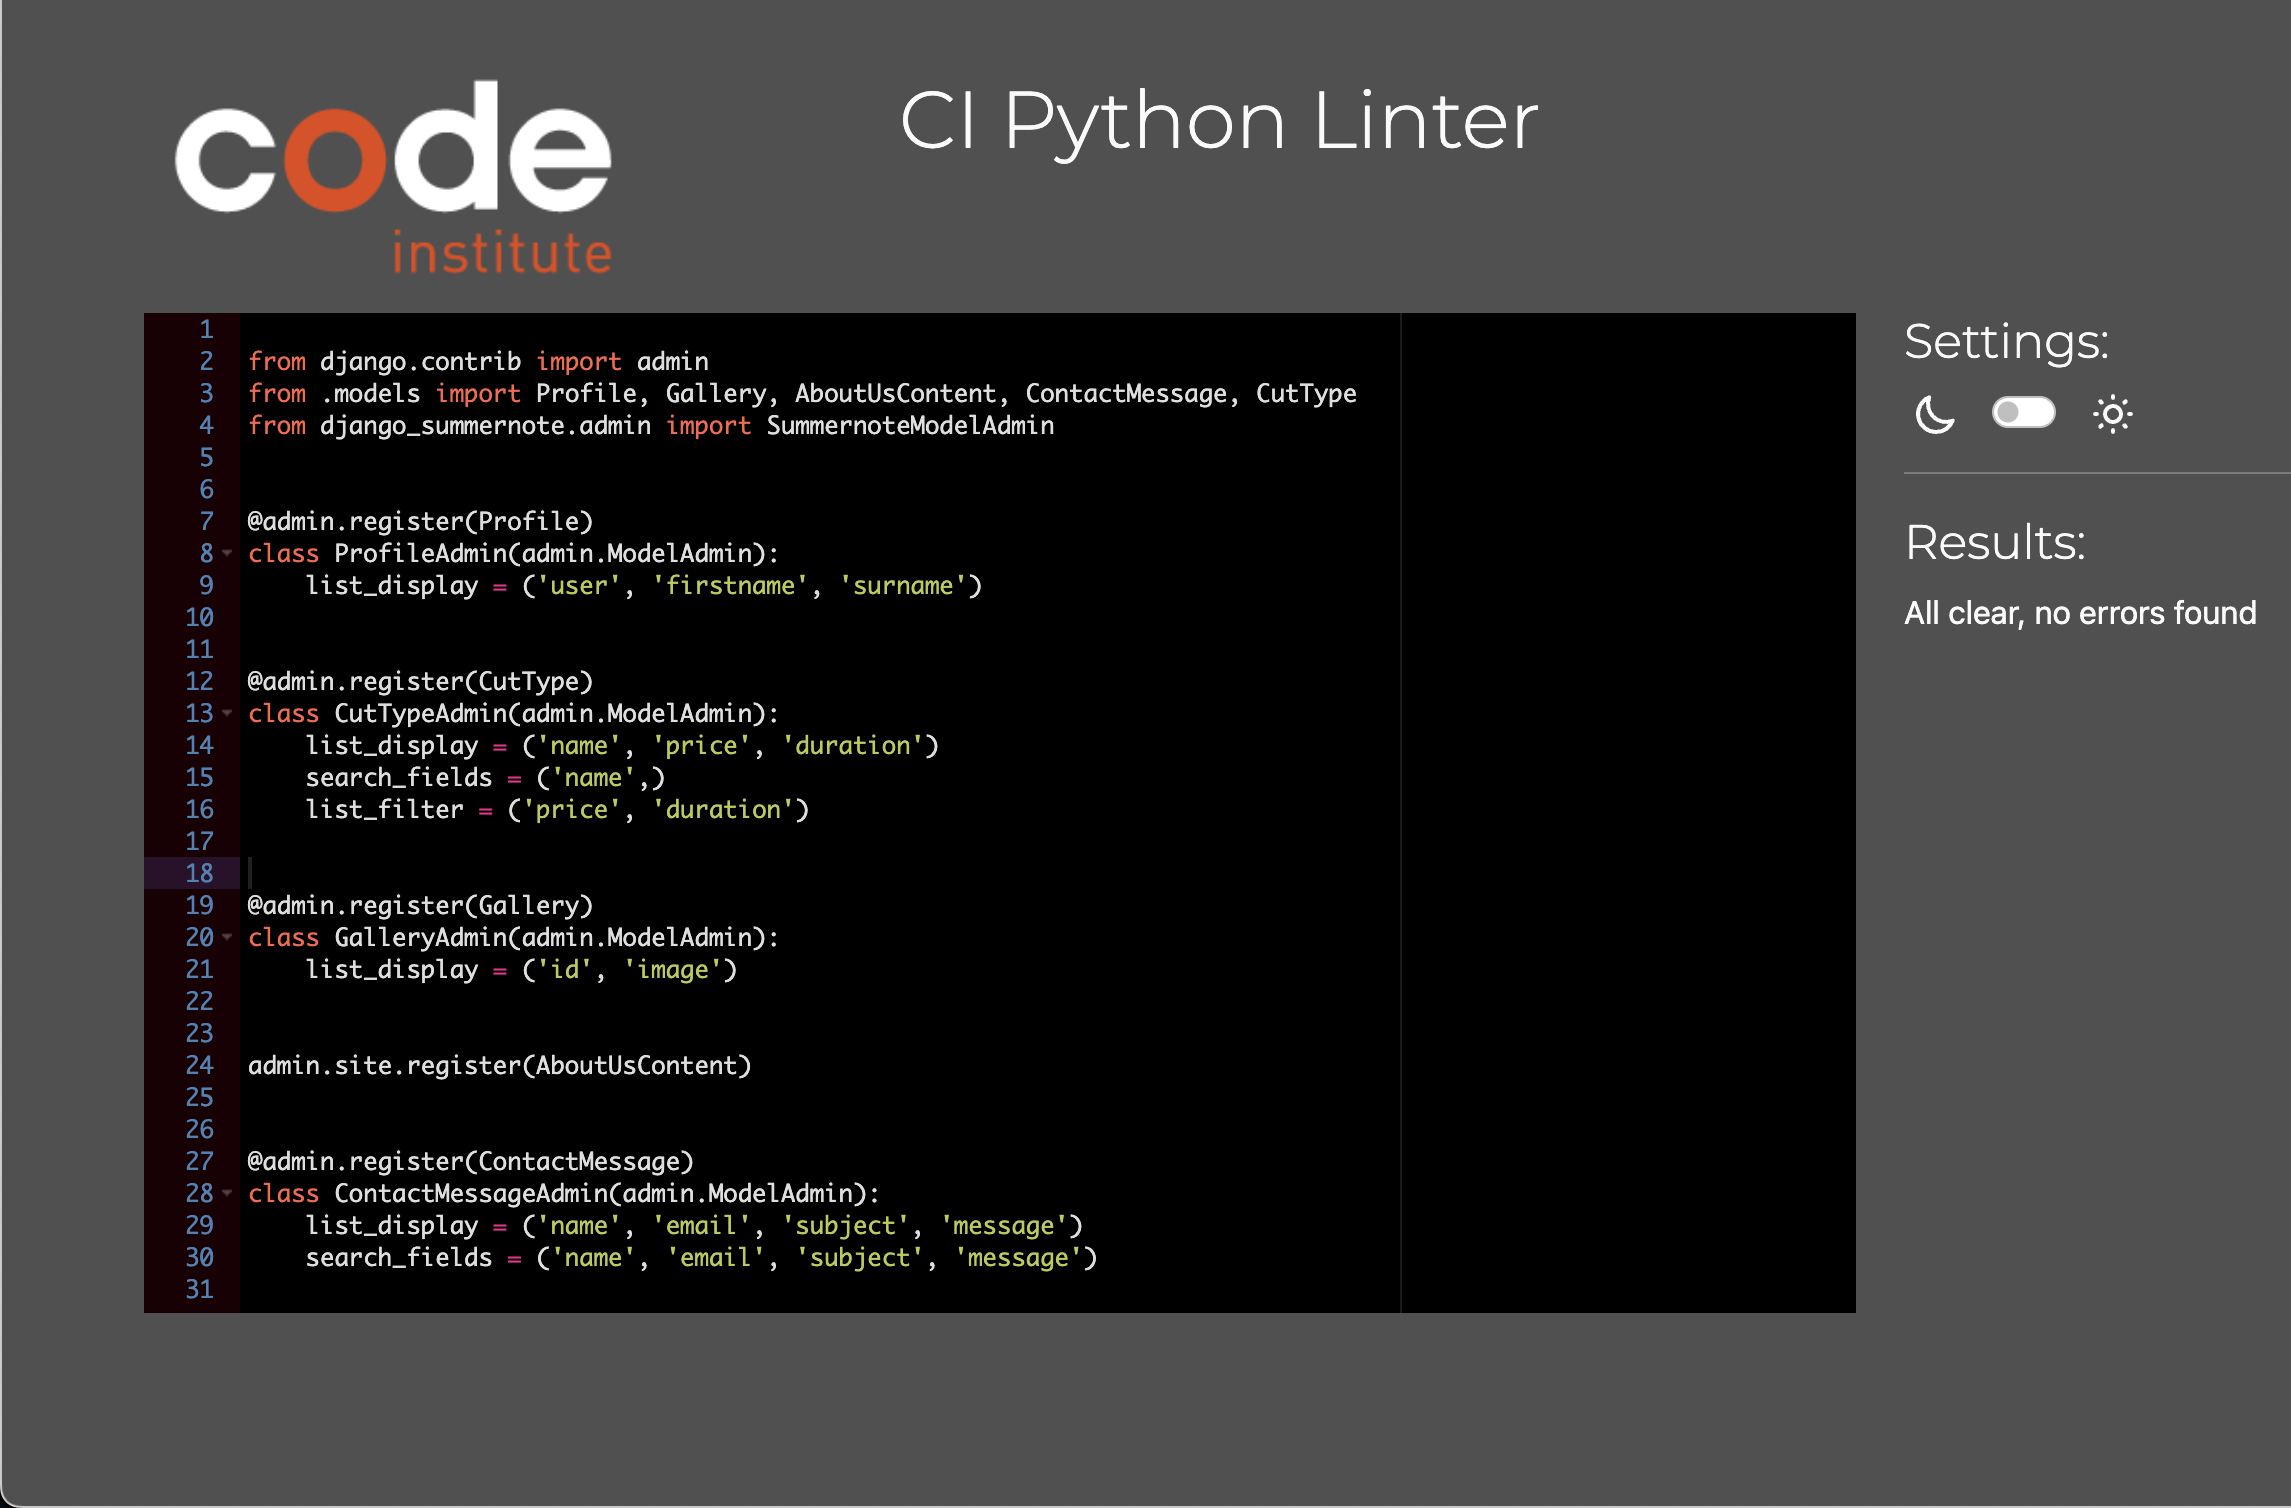 code
institute
CI Python Linter
1
2 from django.contrib import admin
3 from .models import Profile, Gallery, AboutUsContent, ContactMessage, CutType
4 from django_summernote.admin import SummernoteModelAdmin
5
6
7 @admin.register(Profile)
8 class ProfileAdmin(admin.ModelAdmin):
9     list_display = ('user', 'firstname', 'surname')
10
11
12 @admin.register(CutType)
13 class CutTypeAdmin(admin.ModelAdmin):
14     list_display = ('name', 'price', 'duration')
15     search_fields = ('name',)
16     list_filter = ('price', 'duration')
17
18
19 @admin.register(Gallery)
20 class GalleryAdmin(admin.ModelAdmin):
21     list_display = ('id', 'image')
22
23
24 admin.site.register(AboutUsContent)
25
26
27 @admin.register(ContactMessage)
28 class ContactMessageAdmin(admin.ModelAdmin):
29     list_display = ('name', 'email', 'subject', 'message')
30     search_fields = ('name', 'email', 'subject', 'message')
31
Settings:
Results:
All clear, no errors found